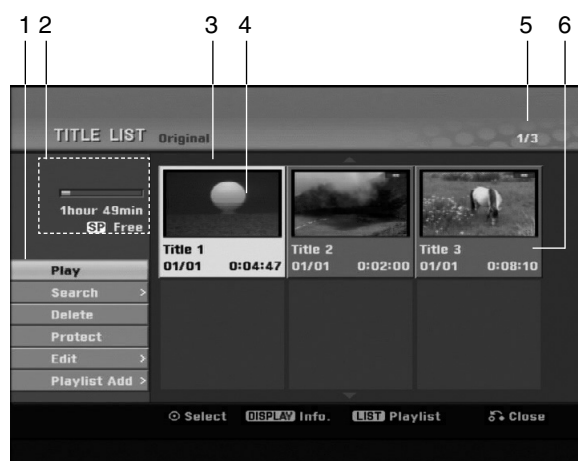 1 2 3 4 5 6
TITLE LIST Original 1/3
1hour 49min
SP Free
Play
Search >
Delete
Protect
Edit >
Playlist Add >
Title 1
01/01 0:04:47
Title 2
01/01 0:02:00
Title 3
01/01 0:08:10
Select DISPLAY Info. LIST Playlist Close